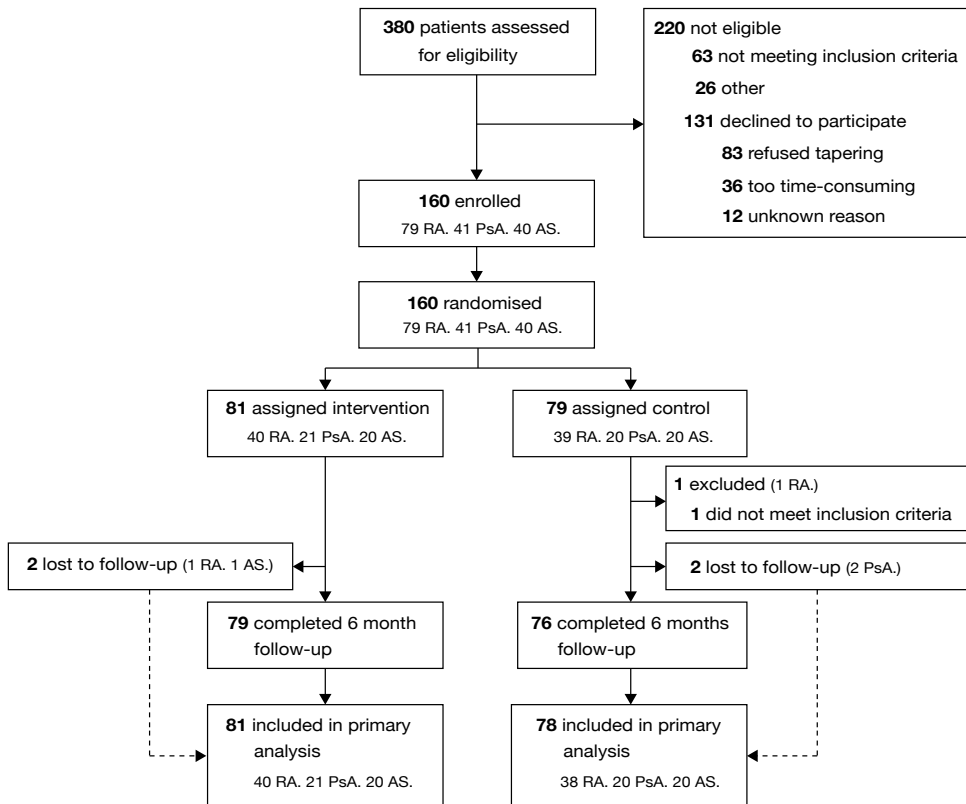 380 patients assessed
for eligibility
220 not eligible
63 not meeting inclusion criteria
26 other
131 declined to participate
83 refused tapering
36 too time-consuming
12 unknown reason
160 enrolled
79 RA. 41 PsA. 40 AS.
160 randomised
79 RA. 41 PsA. 40 AS.
81 assigned intervention
40 RA. 21 PsA. 20 AS.
79 assigned control
39 RA. 20 PsA. 20 AS.
1 excluded (1 RA.)
1 did not meet inclusion criteria
2 lost to follow-up (1 RA. 1 AS.)
2 lost to follow-up (2 PsA.)
79 completed 6 month
follow-up
76 completed 6 months
follow-up
81 included in primary
analysis
40 RA. 21 PsA. 20 AS.
78 included in primary
analysis
38 RA. 20 PsA. 20 AS.